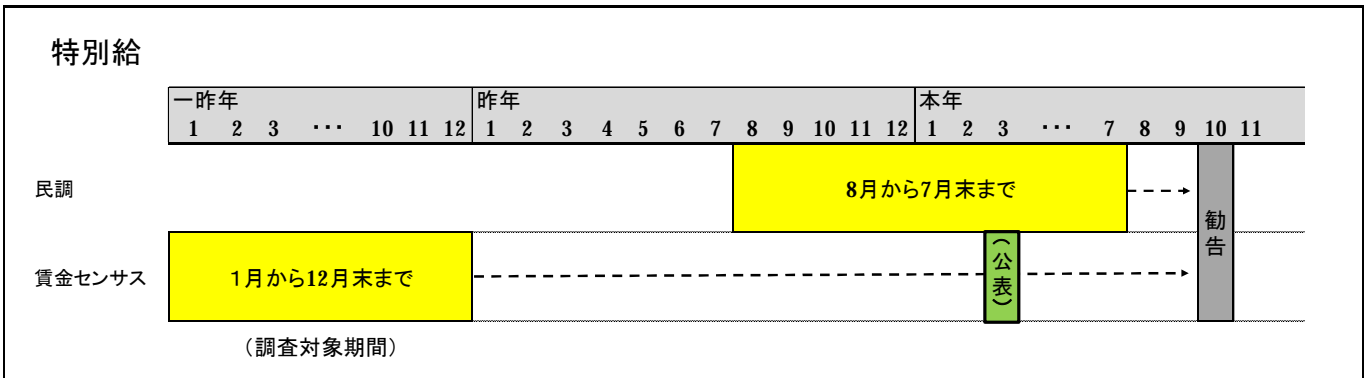 特別給
一昨年 昨年 本年
1 2 3 ・・・ 10 11 12 1 2 3 4 5 6 7 8 9 10 11 12 1 2 3 ・・・ 7 8 9 10 11
民調
8月から7月末まで
勧告
賃金センサス
１月から12月末まで
（公表）
（調査対象期間）